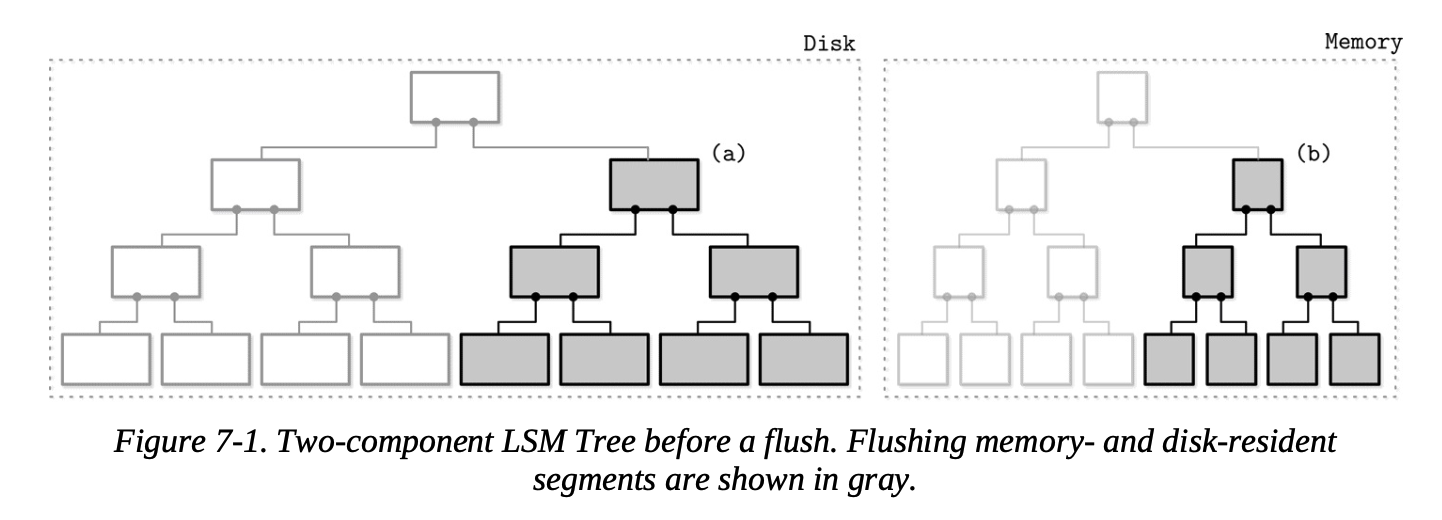 Disk
Memory
(a)
(b)
Figure 7-1. Two-component LSM Tree before a flush. Flushing memory- and disk-resident
segments are shown in gray.